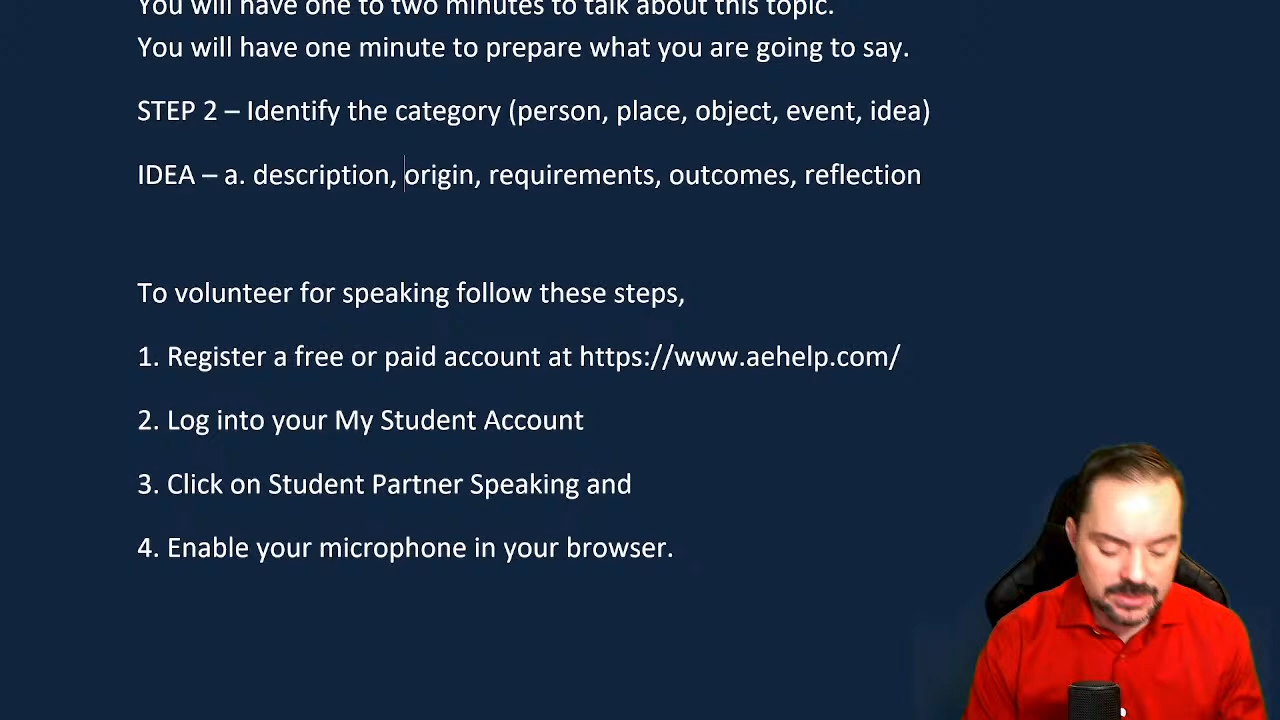 You will have one to two minutes to talk about this topic.
You will have one minute to prepare what you are going to say.
STEP 2 – Identify the category (person, place, object, event, idea)
IDEA – a. description, origin, requirements, outcomes, reflection
To volunteer for speaking follow these steps,
1. Register a free or paid account at https://www.aehelp.com/
2. Log into your My Student Account
3. Click on Student Partner Speaking and
4. Enable your microphone in your browser.